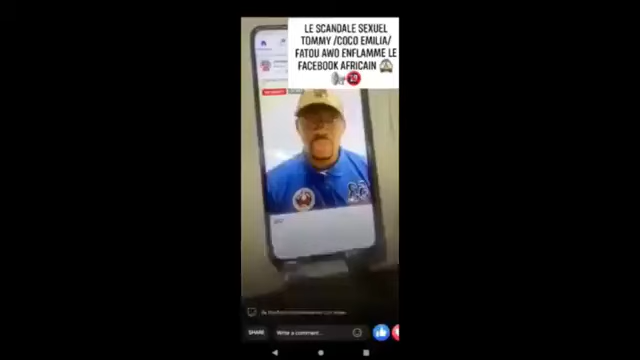 LE SCANDALE SEXUEL
TOMMY /COCO EMILIA/
FATOU AWO ENFLAMME LE
FACEBOOK AFRICAIN
SHARE
Write a comment...